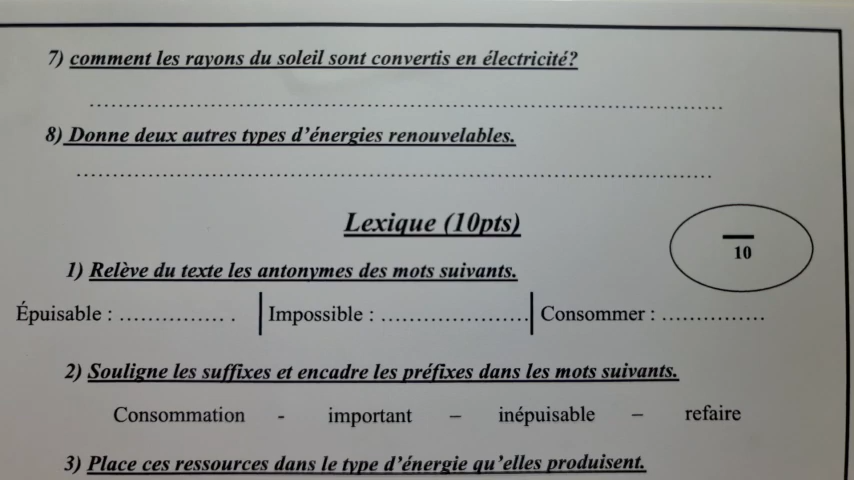 7) comment les rayons du soleil sont convertis en électricité?
........................................................................................
8) Donne deux autres types d'énergies renouvelables.
........................................................................................
Lexique (10pts)
10
1) Relève du texte les antonymes des mots suivants.
Épuisable : ............... . | Impossible : ..................... | Consommer : ...............
2) Souligne les suffixes et encadre les préfixes dans les mots suivants.
Consommation - important – inépuisable – refaire
3) Place ces ressources dans le type d'énergie qu'elles produisent.